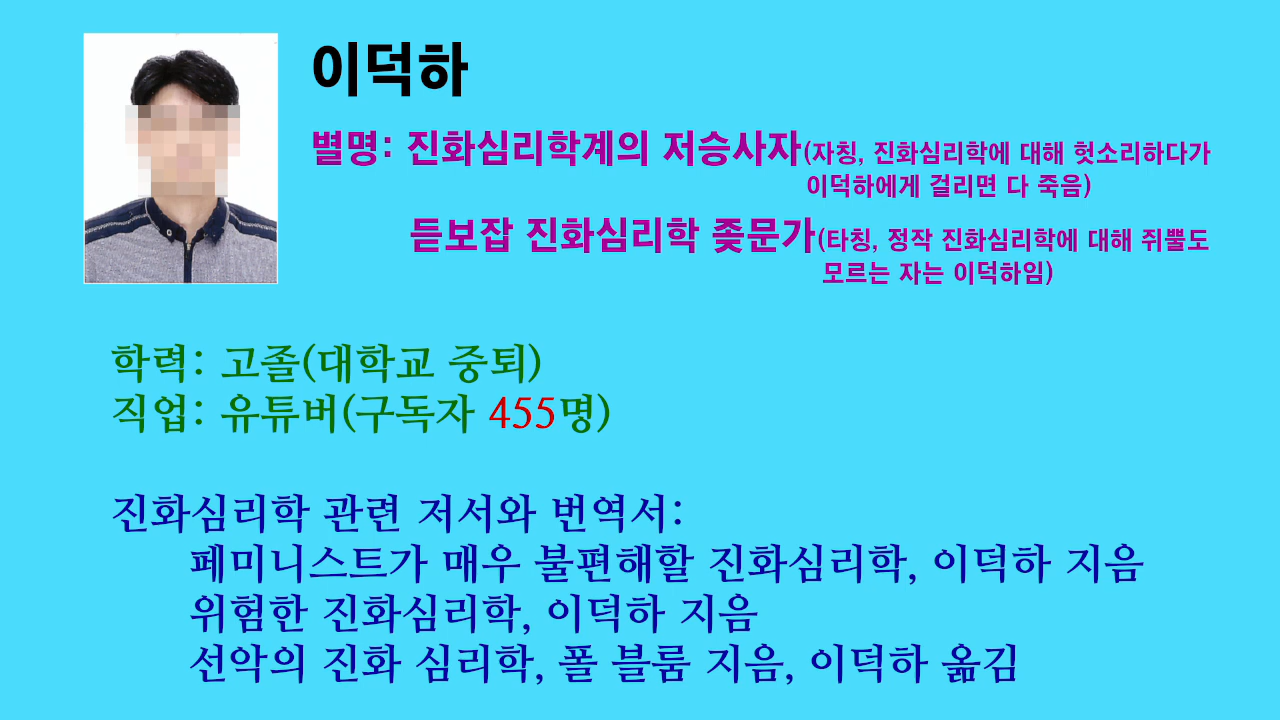 이덕하
별명: 진화심리학계의 저승사자(자칭, 진화심리학에 대해 헛소리하다가
이덕하에게 걸리면 다 죽음)
듣보잡 진화심리학 좆문가(타칭, 정작 진화심리학에 대해 쥐뿔도
모르는 자는 이덕하임)
학력: 고졸(대학교 중퇴)
직업: 유튜버(구독자 455명)
진화심리학 관련 저서와 번역서:
페미니스트가 매우 불편해할 진화심리학, 이덕하 지음
위험한 진화심리학, 이덕하 지음
선악의 진화 심리학, 폴 블룸 지음, 이덕하 옮김